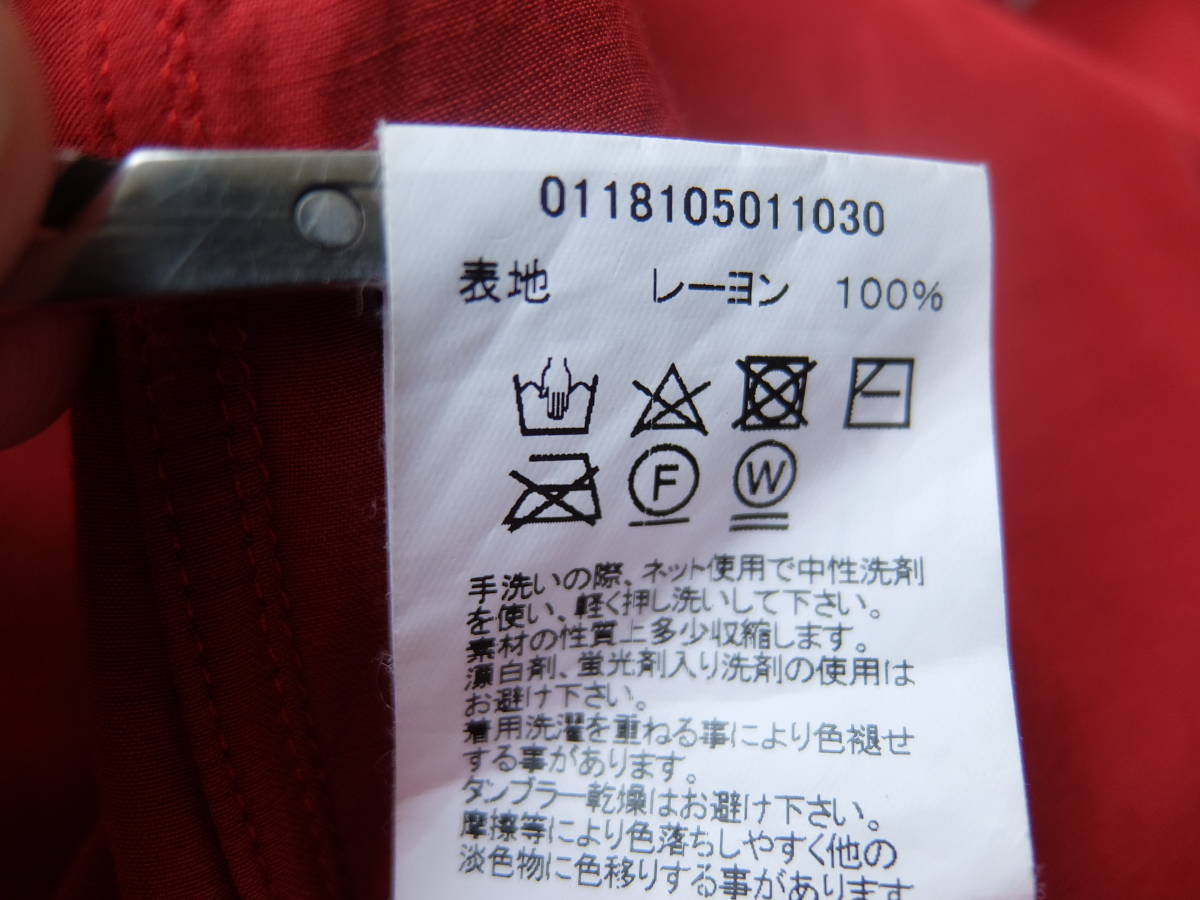 0118105011030
表地 レーヨン 100%
F W
手洗いの際、ネット使用で中性洗剤
を使い、軽く押し洗いして下さい。
素材の性質上多少収縮します。
漂白剤、蛍光剤入り洗剤の使用は
お避け下さい。
着用洗濯を重ねる事により色褪せ
する事があります。
タンブラー乾燥はお避け下さい。
摩擦等により色落ちしやすく他の
淡色物に色移りする事があります